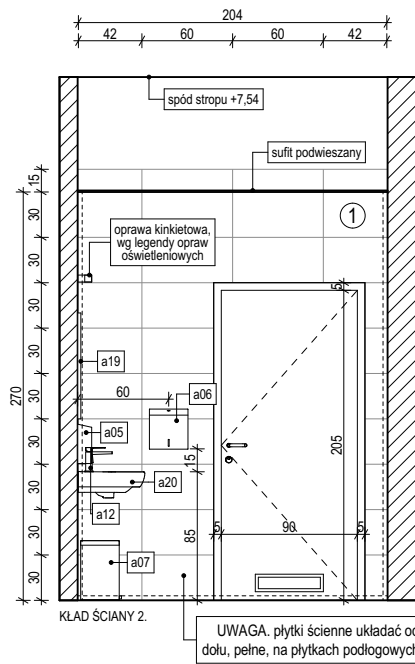 204
42 60 60 42
spód stropu +7,54
sufit podwieszany
15
30
1
oprawa kinkietowa,
wg legendy opraw
oświetleniowych
30
5
30
30
a19
270
60
a06
30
a05
30
15
205
a20
30
a12
85
5 90 5
30
a07
30
KŁAD ŚCIANY 2.
UWAGA. płytki ścienne układać od
dołu, pełne, na płytkach podłogowych